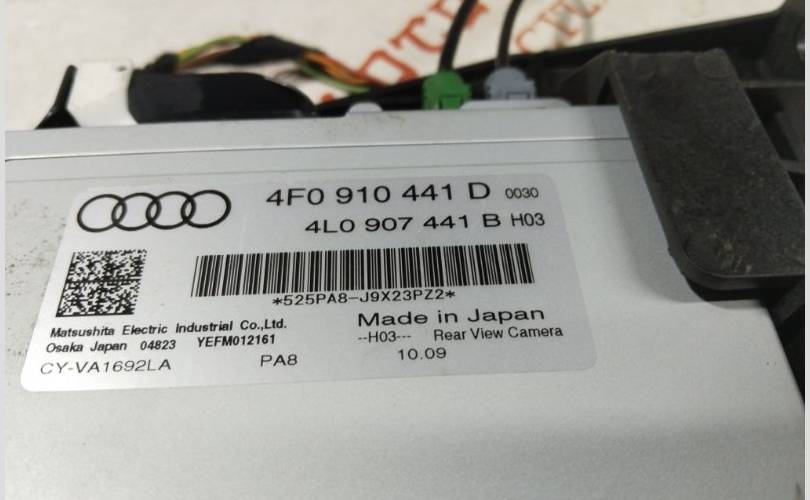 4F0 910 441 D 0030
4L0 907 441 B H03
*525PA8-J9X23PZ2*
Matsushita Electric Industrial Co.,Ltd.
Osaka Japan 04823 YEFM012161
CY-VA1692LA PA8
Made in Japan
--H03--- Rear View Camera
10.09